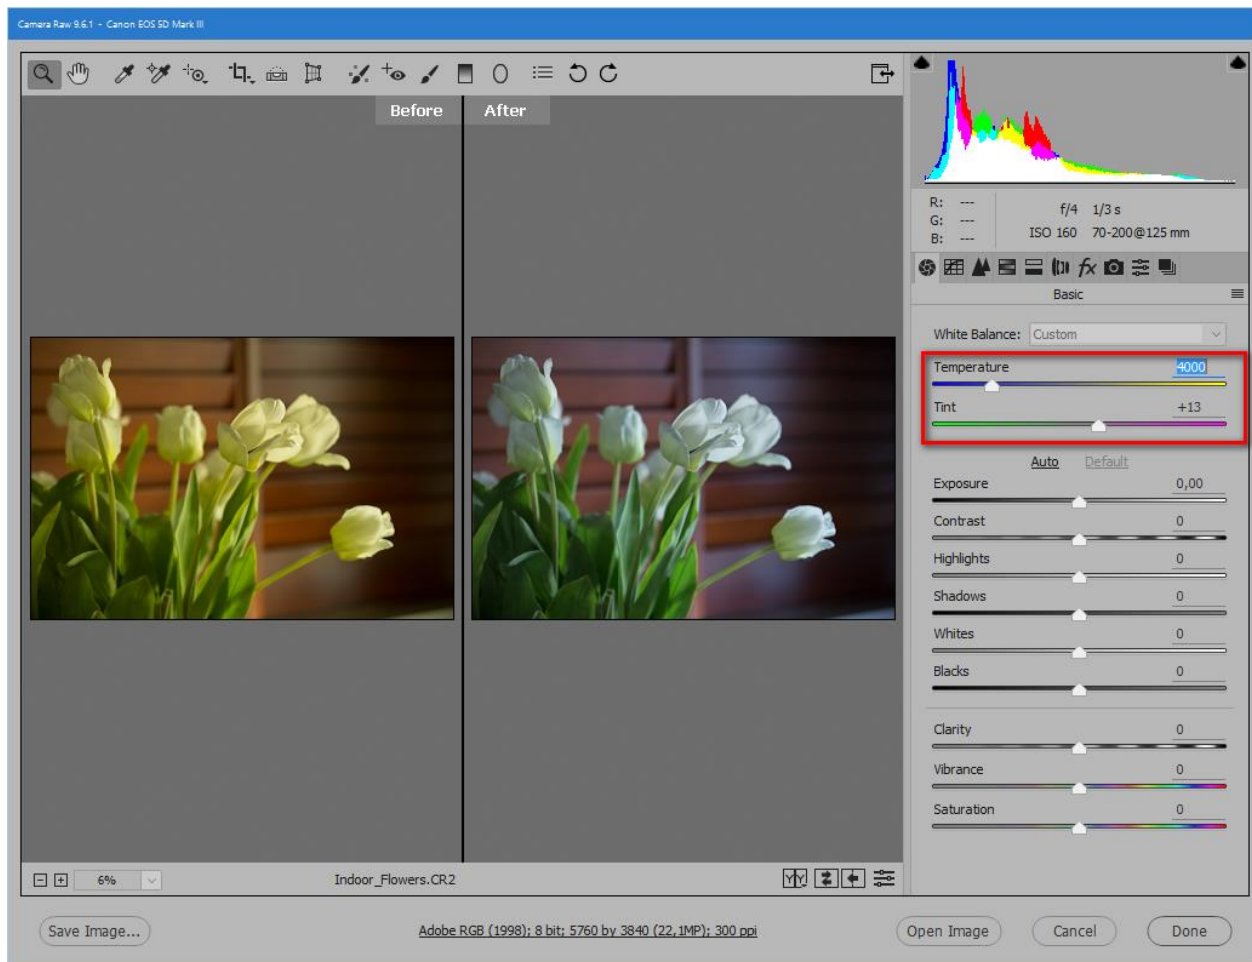 Camera Raw 9.6.1 - Canon EOS 5D Mark III
Before
After
R: ---
G: ---
B: ---
f/4 1/3 s
ISO 160 70-200@125 mm
fx
Basic
White Balance: Custom
Temperature 4000
Tint +13
Auto Default
Exposure 0,00
Contrast 0
Highlights 0
Shadows 0
Whites 0
Blacks 0
Clarity 0
Vibrance 0
Saturation 0
6%
Indoor_Flowers.CR2
Y Y
Save Image...
Adobe RGB (1998); 8 bit; 5760 by 3840 (22,1MP); 300 ppi
Open Image
Cancel
Done